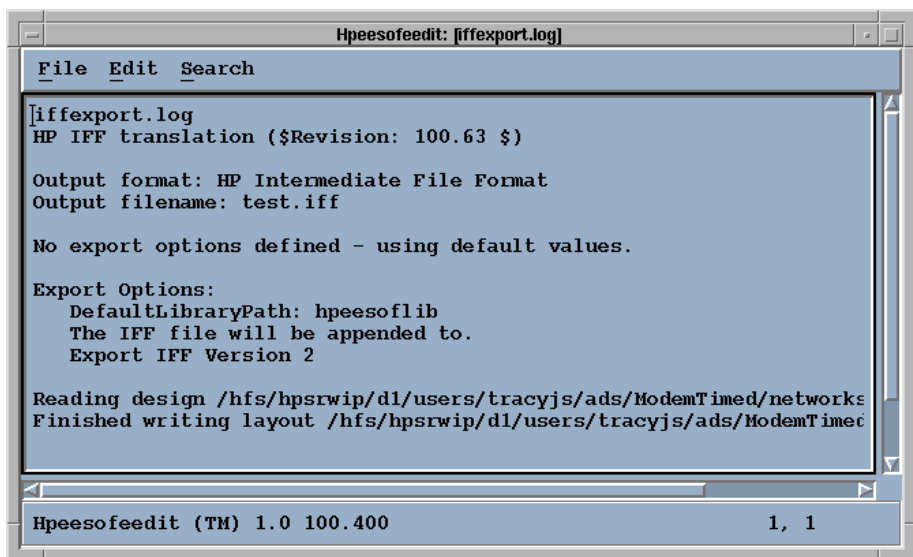 Hpeesofeedit: [iffexport.log]
File Edit Search
iffexport.log
HP IFF translation ($Revision: 100.63 $)
Output format: HP Intermediate File Format
Output filename: test.iff
No export options defined - using default values.
Export Options:
DefaultLibraryPath: hpeesoflib
The IFF file will be appended to.
Export IFF Version 2
Reading design /hfs/hpsrwip/d1/users/tracyjs/ads/ModemTimed/networks
Finished writing layout /hfs/hpsrwip/d1/users/tracyjs/ads/ModemTimed
Hpeesofeedit (TM) 1.0 100.400 1, 1